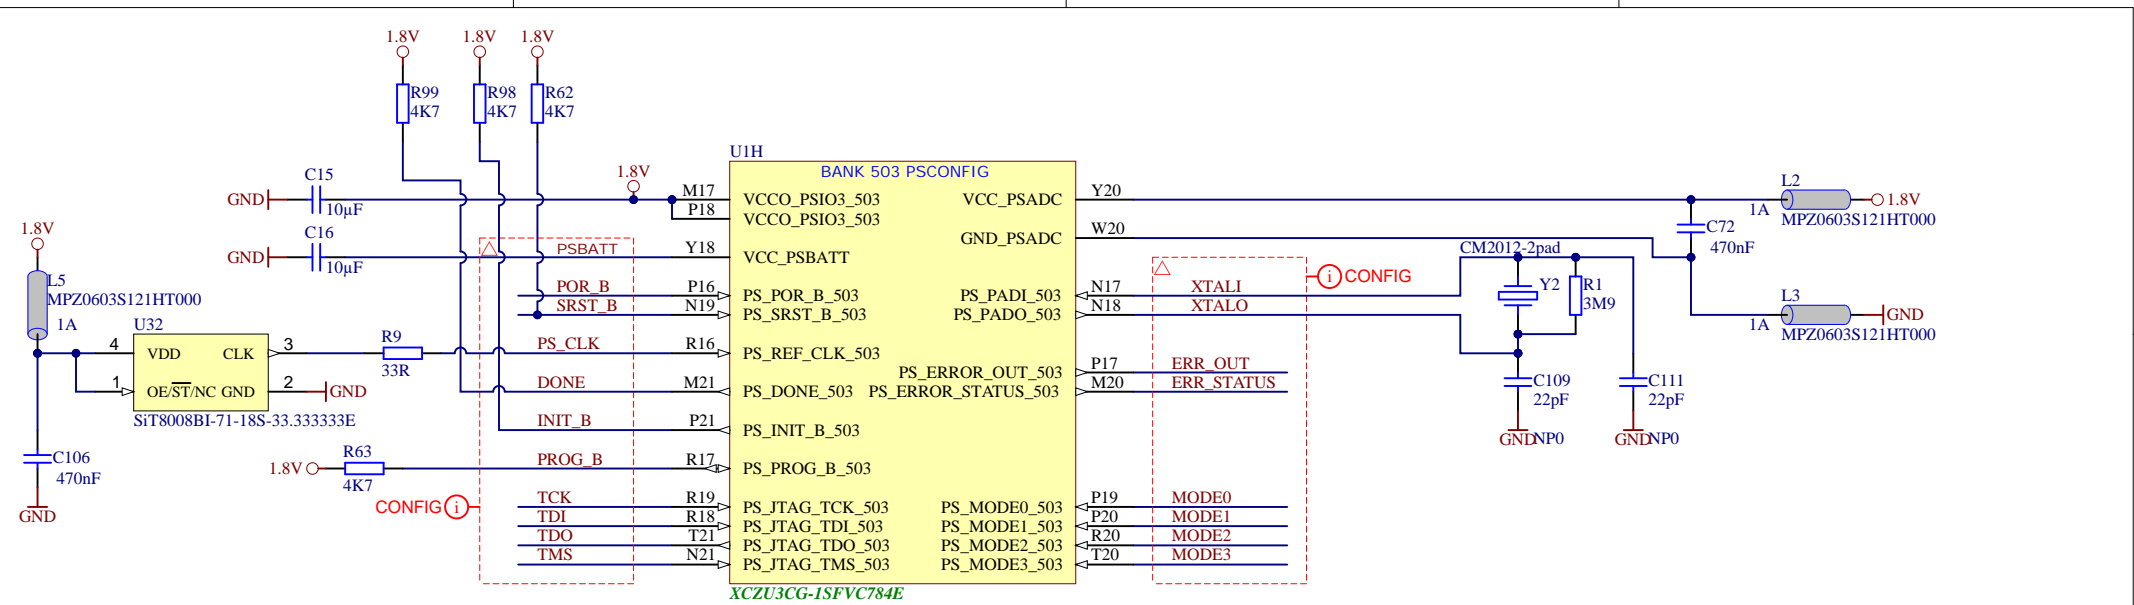 1.8V 1.8V 1.8V
R99 R98 R62
4K7 4K7 4K7
U1H
BANK 503 PSCONFIG
C15
GND
10µF
1.8V
M17 VCCO_PSIO3_503
P18 VCCO_PSIO3_503
C16
GND
10µF
PSBATT
Y18 VCC_PSBATT
POR_B P16 PS_POR_B_503
SRST_B N19 PS_SRST_B_503
1.8V
L5
MPZ0603S121HT000
1A
U32
4 VDD CLK 3
1 OE/ST/NC GND 2
GND
SiT8008BI-71-18S-33.333333E
R9
33R
C106
470nF
GND
PS_CLK R16 PS_REF_CLK_503
DONE M21 PS_DONE_503
INIT_B P21 PS_INIT_B_503
1.8V
R63
4K7
PROG_B R17 PS_PROG_B_503
CONFIG i
TCK R19 PS_JTAG_TCK_503
TDI R18 PS_JTAG_TDI_503
TDO T21 PS_JTAG_TDO_503
TMS N21 PS_JTAG_TMS_503
XCZU3CG-1SFVC784E
VCC_PSADC Y20
GND_PSADC W20
L2
1A
1.8V
MPZ0603S121HT000
C72
470nF
L3
1A
GND
MPZ0603S121HT000
i CONFIG
PS_PADI_503 N17 XTALI
PS_PADO_503 N18 XTALO
CM2012-2pad
Y2
R1
3M9
C109
22pF
GND NP0
C111
22pF
GND NP0
PS_ERROR_OUT_503 P17 ERR_OUT
PS_ERROR_STATUS_503 M20 ERR_STATUS
PS_MODE0_503 P19 MODE0
PS_MODE1_503 P20 MODE1
PS_MODE2_503 R20 MODE2
PS_MODE3_503 T20 MODE3